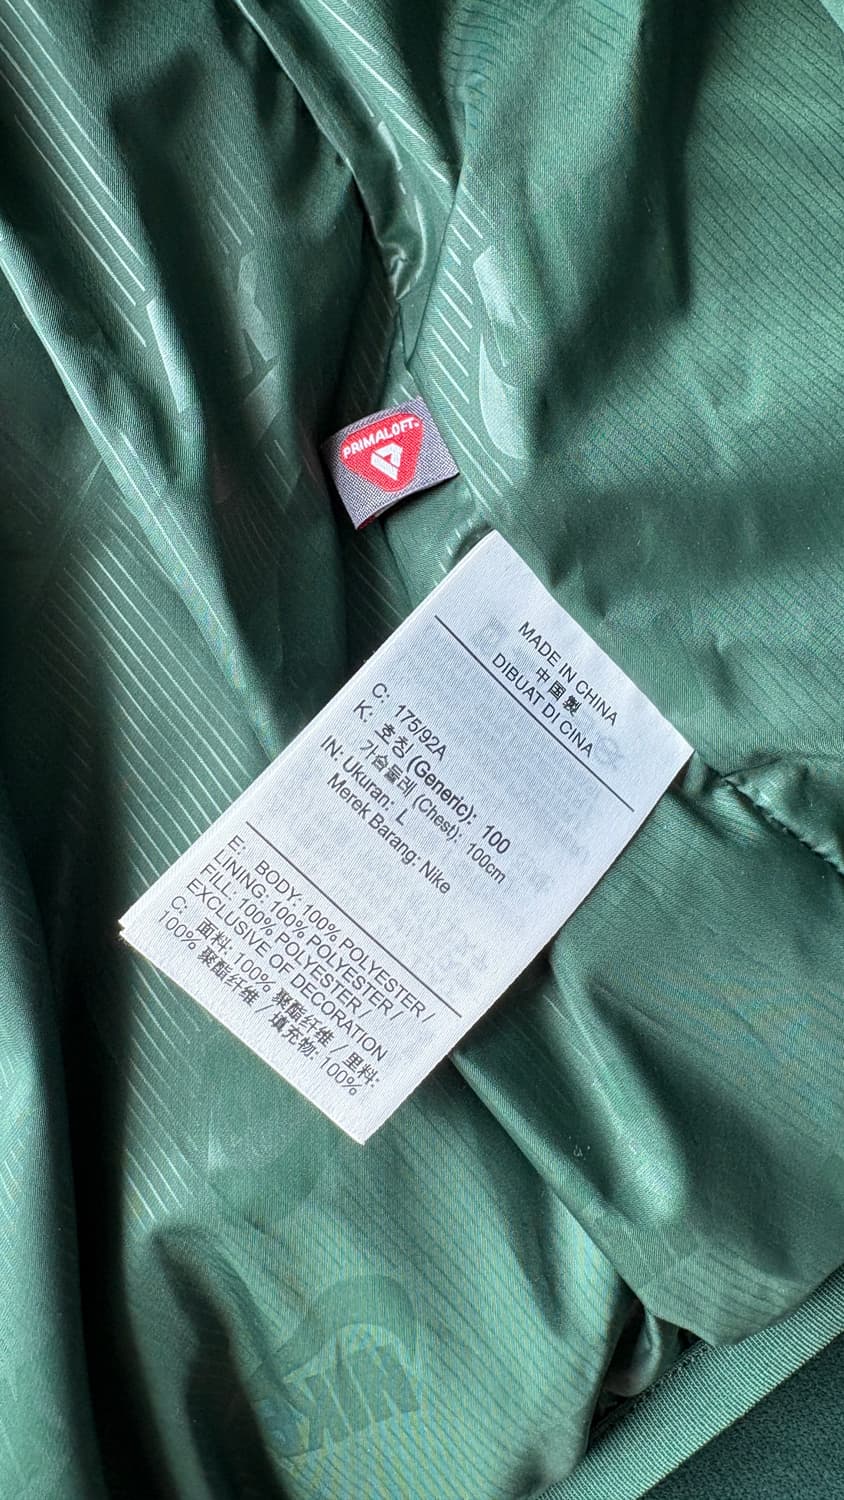 PRIMALOFT
MADE IN CHINA
中国製
DIBUAT DI CINA
C: 175/92A
K: 호칭 (Generic): 100
가슴둘레 (Chest): 100cm
IN: Ukuran: L
Merek Barang: Nike
E: BODY: 100% POLYESTER /
LINING: 100% POLYESTER /
FILL: 100% POLYESTER /
EXCLUSIVE OF DECORATION
C: 面料: 100% 聚酯纤维 / 里料:
100% 聚酯纤维 / 填充物: 100%
NIKE